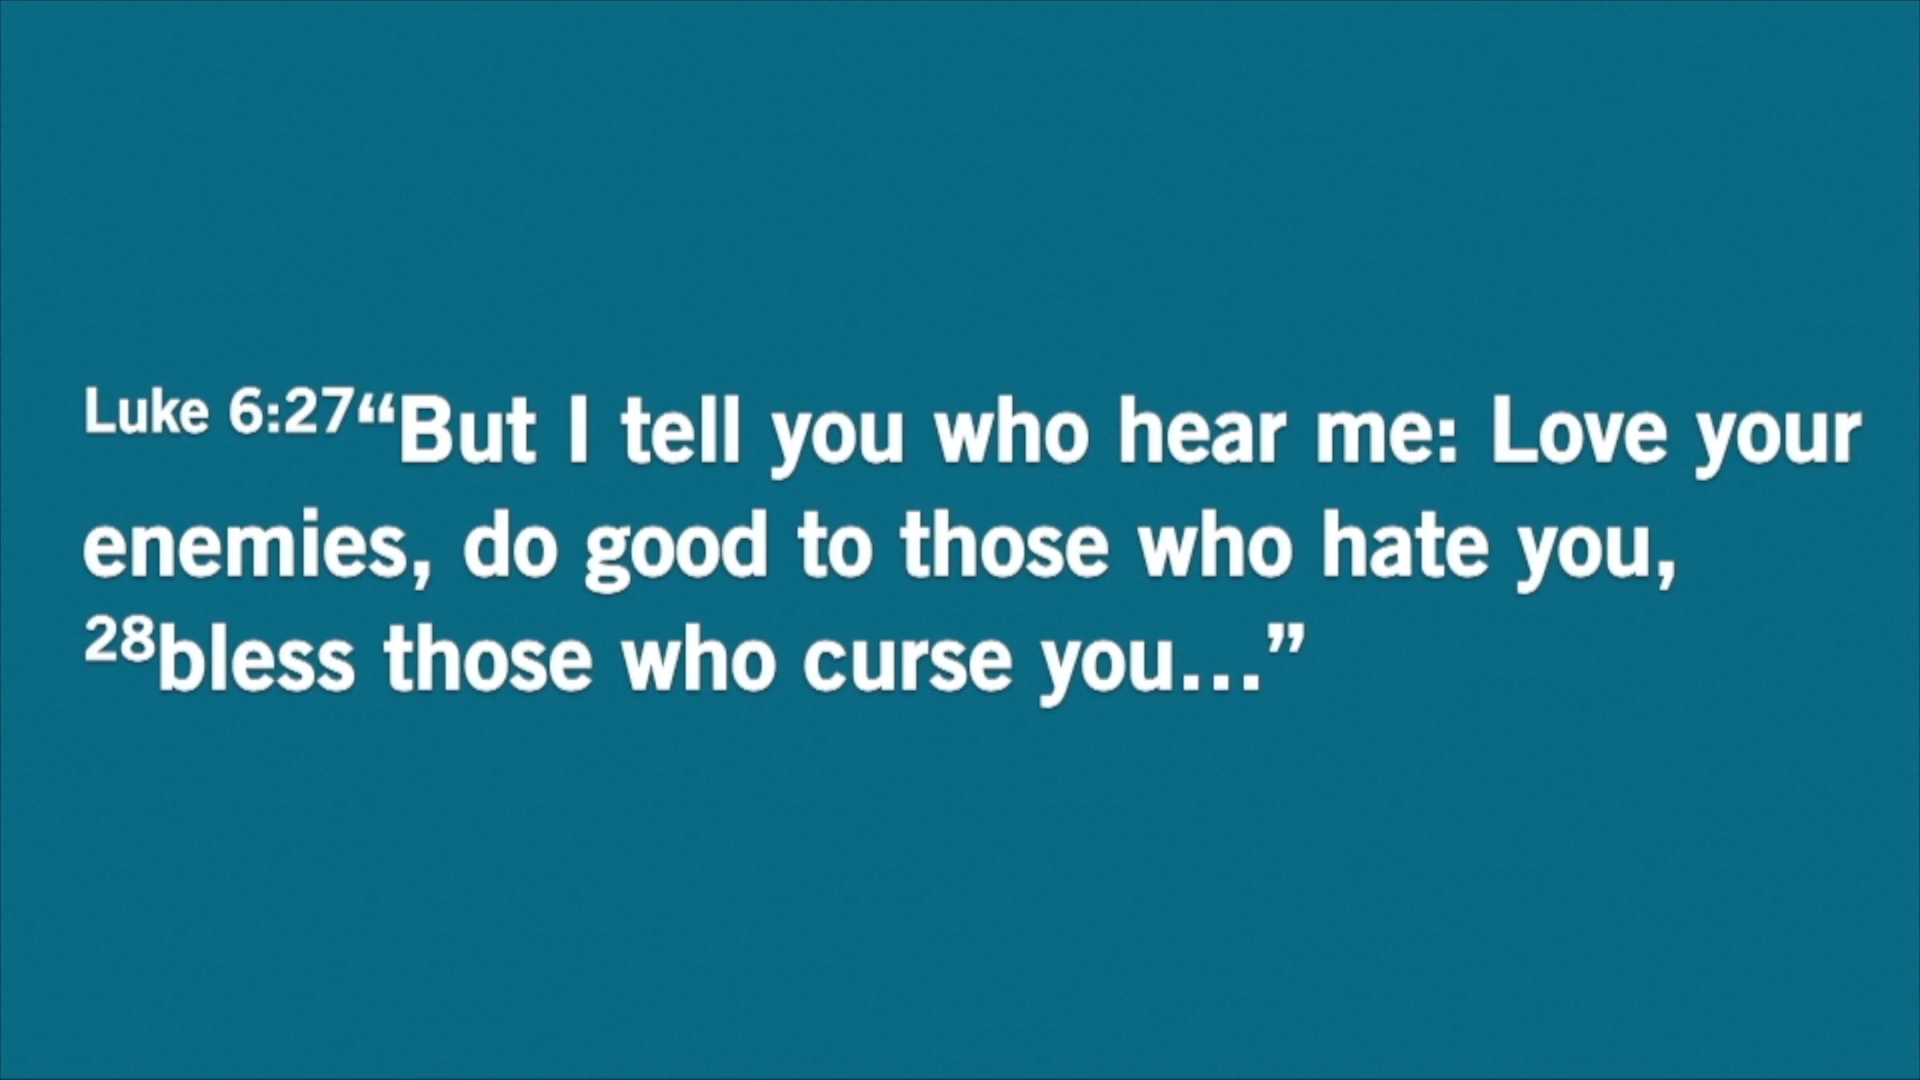 Luke 6:27“But I tell you who hear me: Love your
enemies, do good to those who hate you,
28bless those who curse you...”